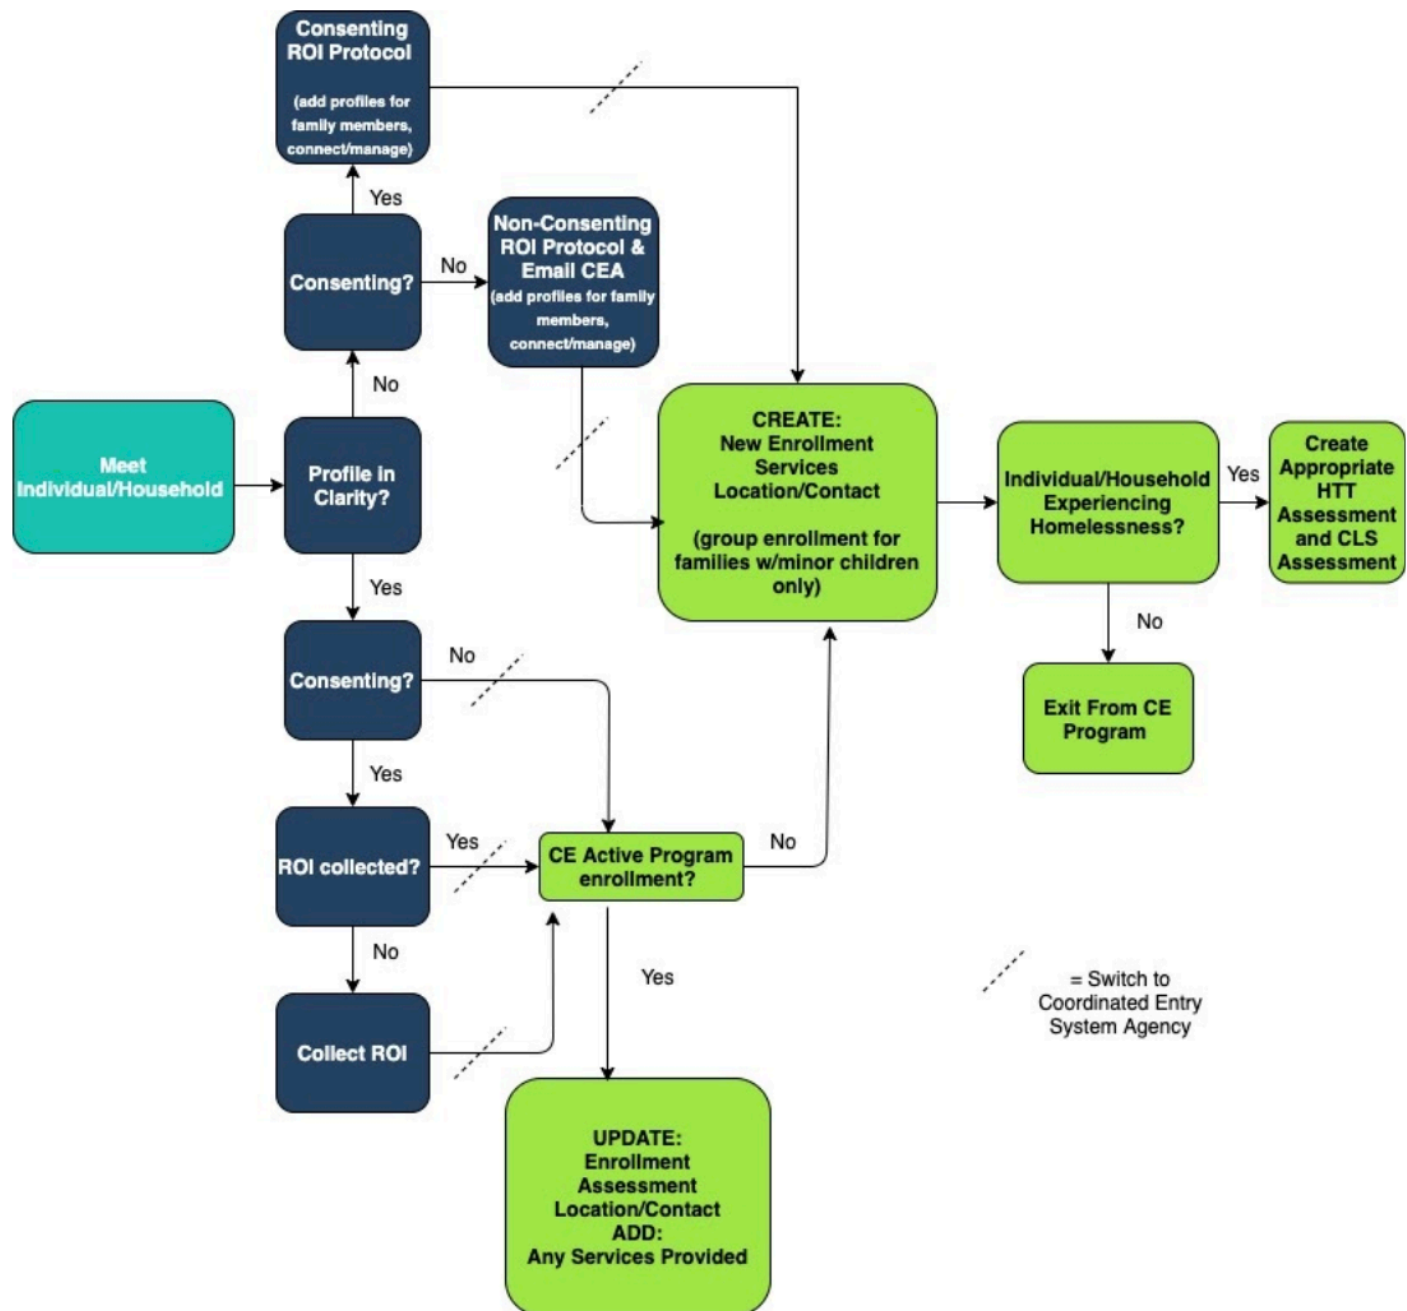 Consenting
ROI Protocol
(add profiles for
family members,
connect/manage)
Yes
Consenting?
No
Non-Consenting
ROI Protocol &
Email CEA
(add profiles for family
members,
connect/manage)
No
Meet
Individual/Household
Profile in
Clarity?
CREATE:
New Enrollment
Services
Location/Contact
(group enrollment for
families w/minor children
only)
Individual/Household
Experiencing
Homelessness?
Yes
Create
Appropriate
HTT
Assessment
and CLS
Assessment
No
Exit From CE
Program
Yes
Consenting?
No
Yes
ROI collected?
Yes
CE Active Program
enrollment?
No
No
Collect ROI
Yes
UPDATE:
Enrollment
Assessment
Location/Contact
ADD:
Any Services Provided
= Switch to
Coordinated Entry
System Agency